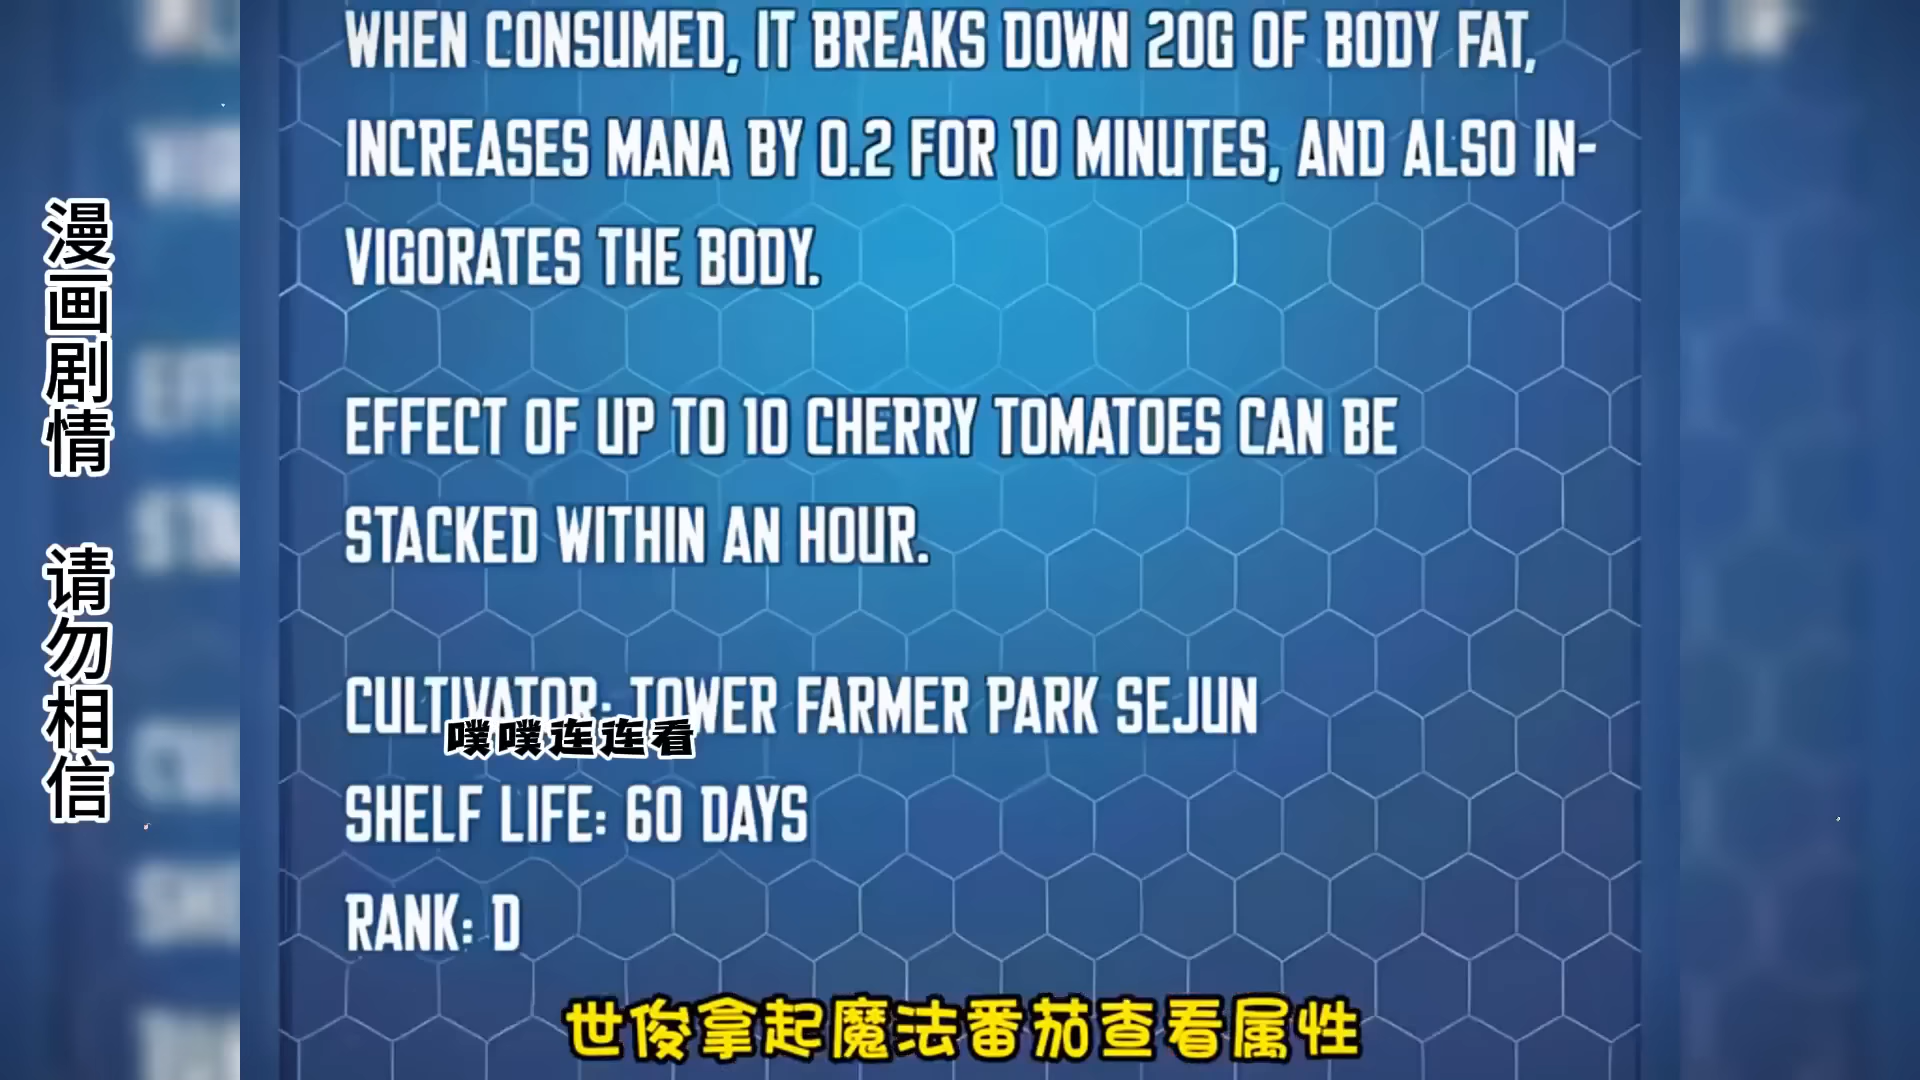 WHEN CONSUMED, IT BREAKS DOWN 20G OF BODY FAT,
INCREASES MANA BY 0.2 FOR 10 MINUTES, AND ALSO IN-
VIGORATES THE BODY.
EFFECT OF UP TO 10 CHERRY TOMATOES CAN BE
STACKED WITHIN AN HOUR.
CULTIVATOR: TOWER FARMER PARK SEJUN
噗噗连连看
SHELF LIFE: 60 DAYS
RANK: D
世俊拿起魔法番茄查看属性
漫画剧情 请勿相信